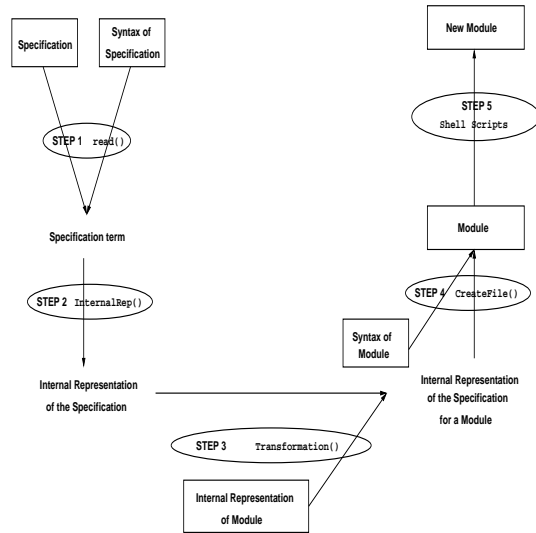 Specification
Syntax of
Specification
STEP 1 read()
Specification term
STEP 2 InternalRep()
Internal Representation
of the Specification
STEP 3 Transformation()
Internal Representation
of Module
New Module
STEP 5
Shell Scripts
Module
STEP 4 CreateFile()
Syntax of
Module
Internal Representation
of the Specification
for a Module